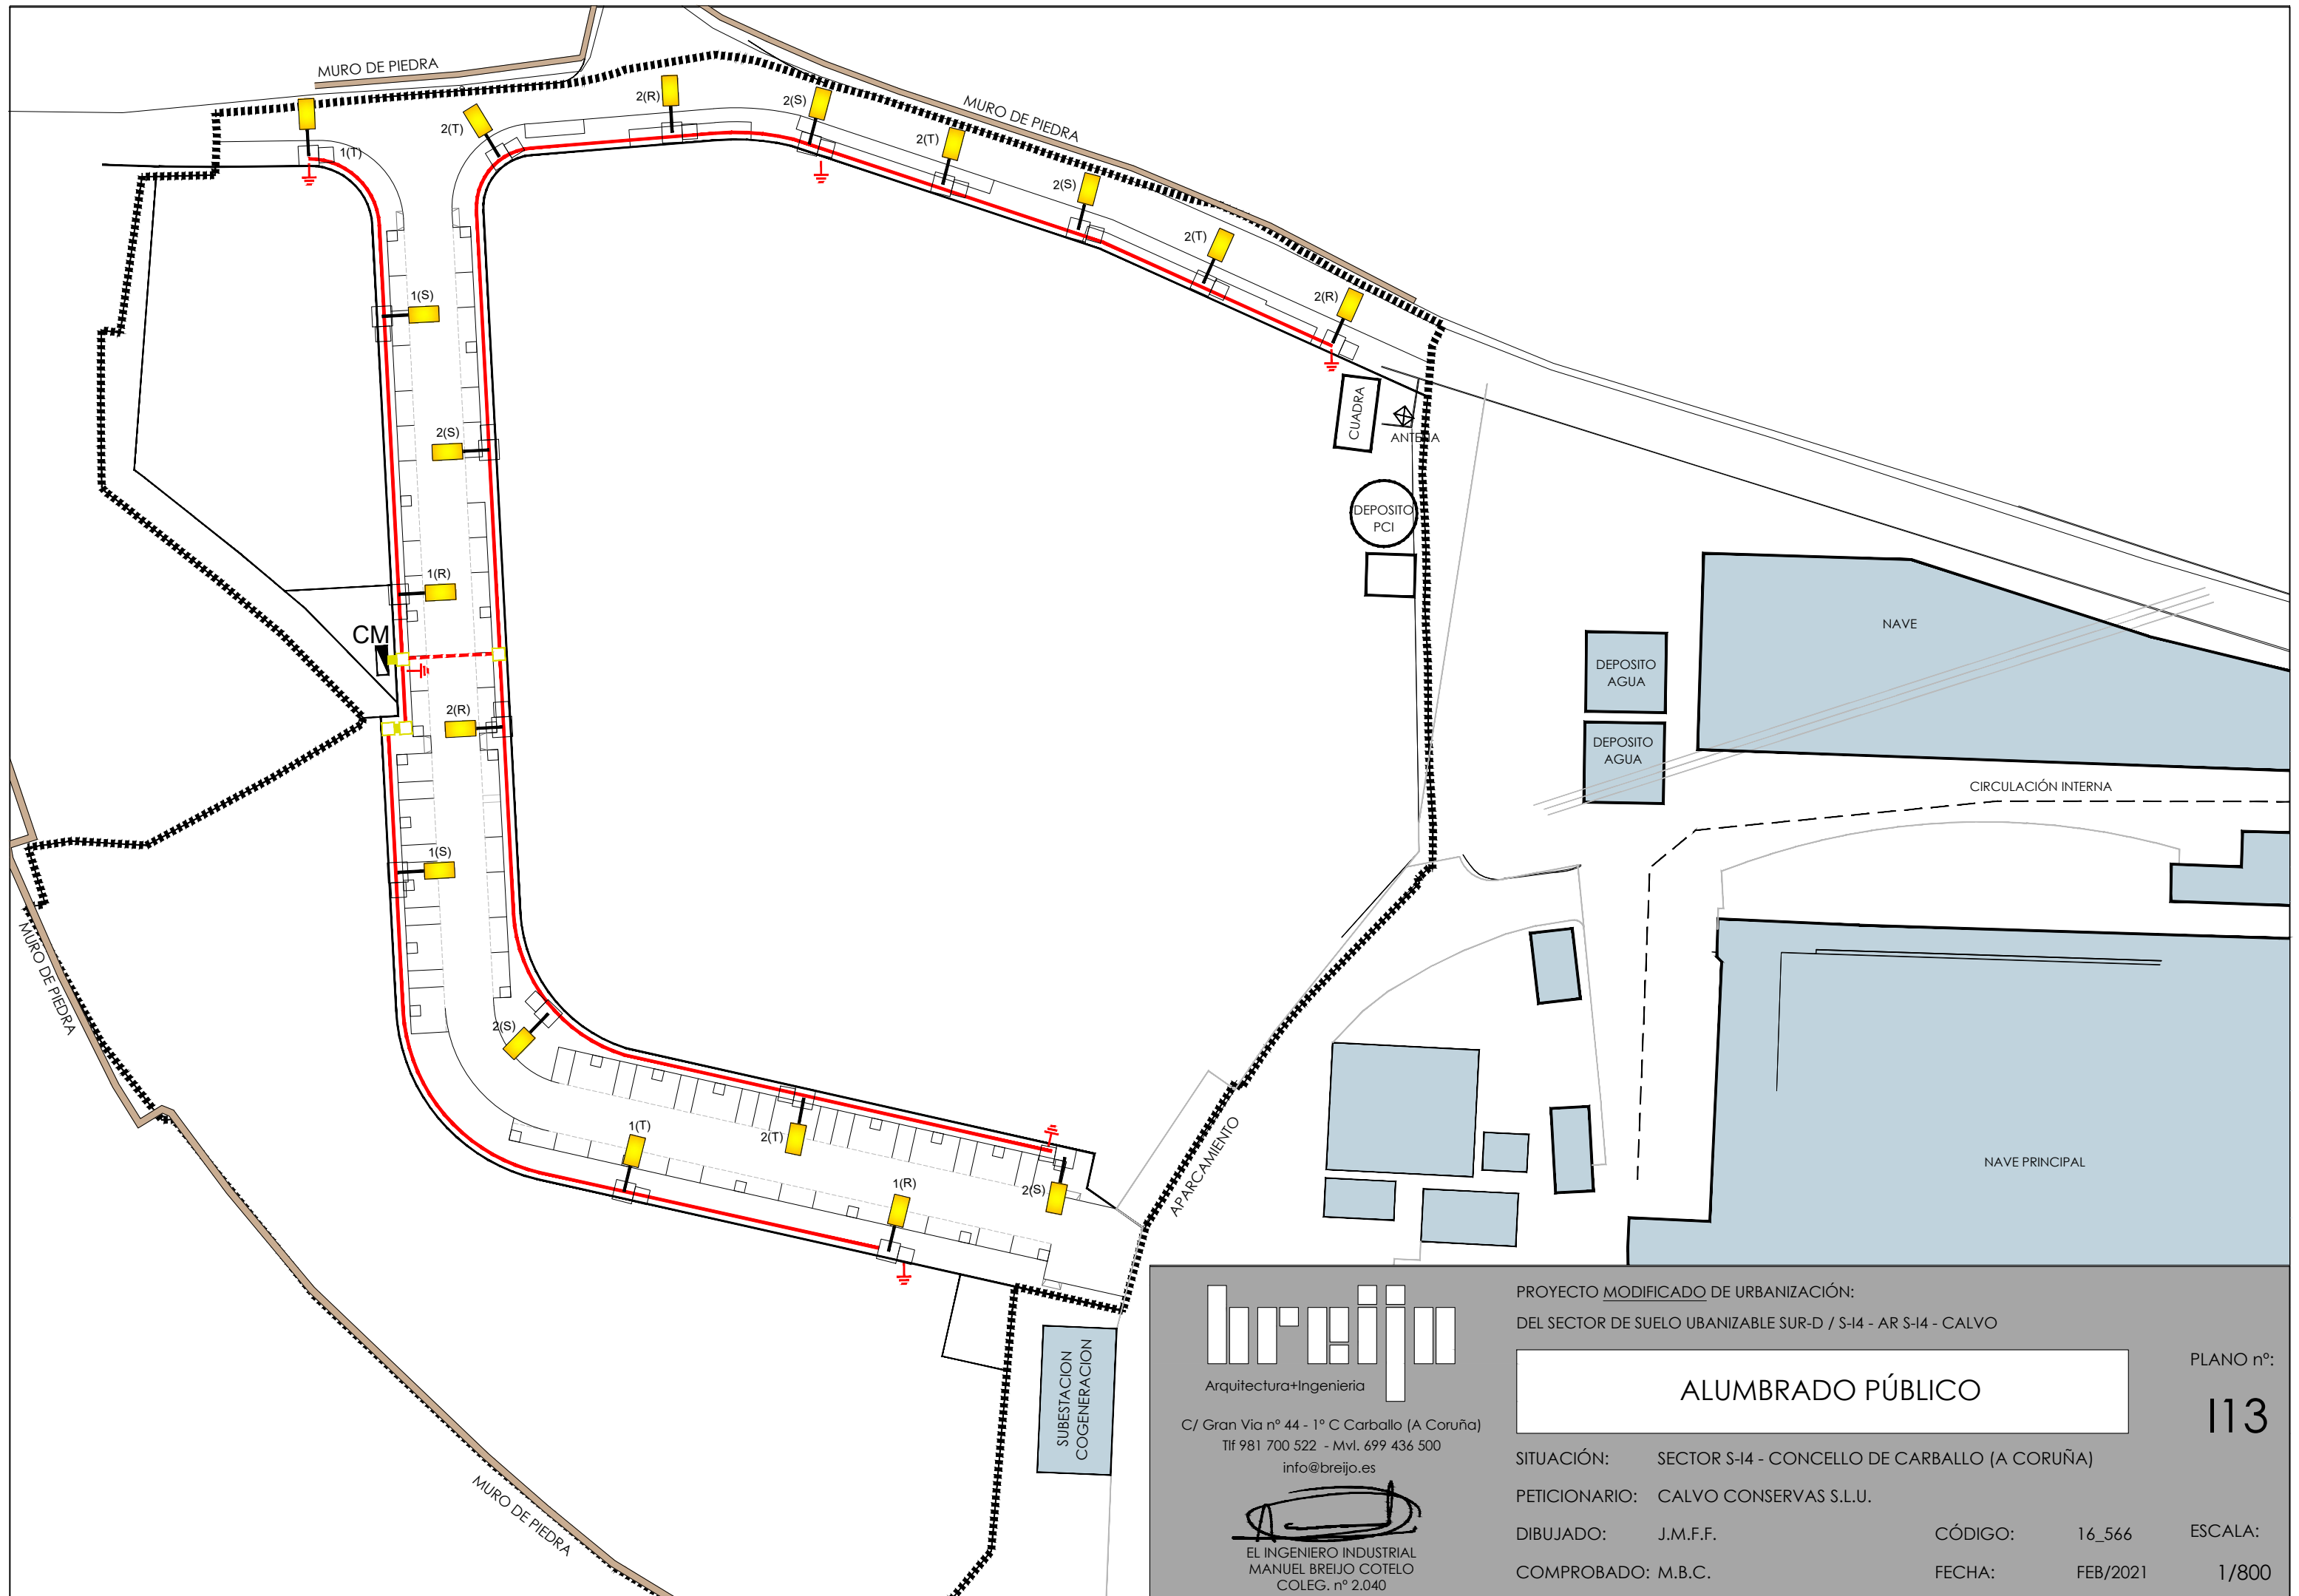 MURO DE PIEDRA
MURO DE PIEDRA
2(R)
2(S)
2(T)
2(T)
1(T)
2(S)
2(T)
1(S)
2(R)
2(S)
CUADRA
ANTENA
DEPOSITO
PCI
1(R)
CM
NAVE
DEPOSITO
AGUA
2(R)
DEPOSITO
AGUA
CIRCULACIÓN INTERNA
1(S)
MURO DE PIEDRA
2(S)
1(T)
2(T)
APARCAMIENTO
NAVE PRINCIPAL
1(R)
2(S)
SUBESTACION
COGENERACION
MURO DE PIEDRA
breijo
Arquitectura+Ingenieria
C/ Gran Via nº 44 - 1º C Carballo (A Coruña)
Tlf 981 700 522 - Mvl. 699 436 500
info@breijo.es
EL INGENIERO INDUSTRIAL
MANUEL BREIJO COTELO
COLEG. nº 2.040
PROYECTO MODIFICADO DE URBANIZACIÓN:
DEL SECTOR DE SUELO UBANIZABLE SUR-D / S-I4 - AR S-I4 - CALVO
ALUMBRADO PÚBLICO
PLANO nº:
I13
SITUACIÓN: SECTOR S-I4 - CONCELLO DE CARBALLO (A CORUÑA)
PETICIONARIO: CALVO CONSERVAS S.L.U.
DIBUJADO: J.M.F.F. CÓDIGO: 16_566 ESCALA:
COMPROBADO: M.B.C. FECHA: FEB/2021 1/800